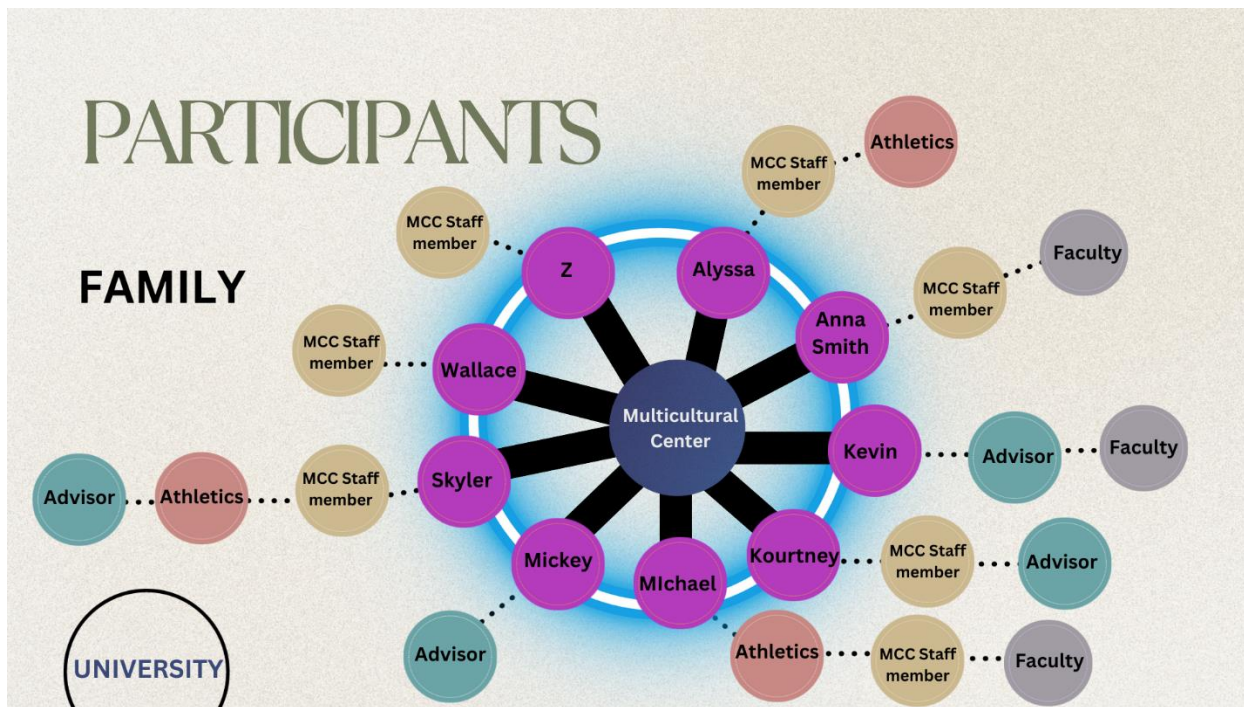 PARTICIPANTS
FAMILY
UNIVERSITY
Multicultural
Center
Z
MCC Staff
member
Alyssa
MCC Staff
member
Athletics
Anna
Smith
MCC Staff
member
Faculty
Kevin
Advisor
Faculty
Kourtney
MCC Staff
member
Advisor
MIchael
Athletics
MCC Staff
member
Faculty
Mickey
Advisor
Skyler
MCC Staff
member
Athletics
Advisor
Wallace
MCC Staff
member